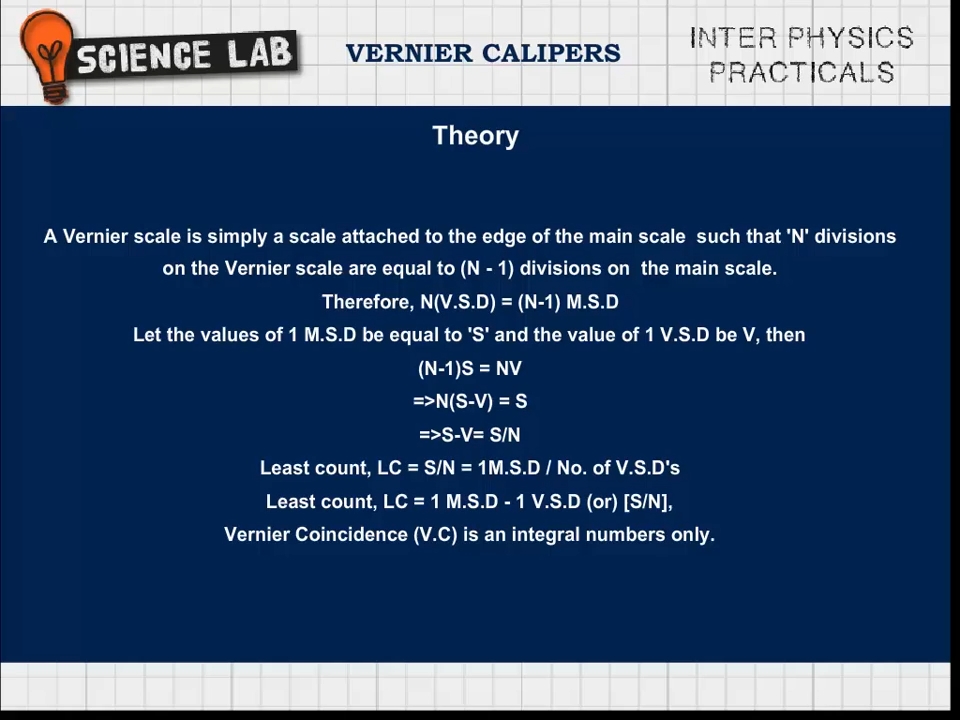 SCIENCE LAB
VERNIER CALIPERS
INTER PHYSICS
PRACTICALS
Theory
A Vernier scale is simply a scale attached to the edge of the main scale  such that 'N' divisions
on the Vernier scale are equal to (N - 1) divisions on  the main scale.
Therefore, N(V.S.D) = (N-1) M.S.D
Let the values of 1 M.S.D be equal to 'S' and the value of 1 V.S.D be V, then
(N-1)S = NV
=>N(S-V) = S
=>S-V= S/N
Least count, LC = S/N = 1M.S.D / No. of V.S.D's
Least count, LC = 1 M.S.D - 1 V.S.D (or) [S/N],
Vernier Coincidence (V.C) is an integral numbers only.